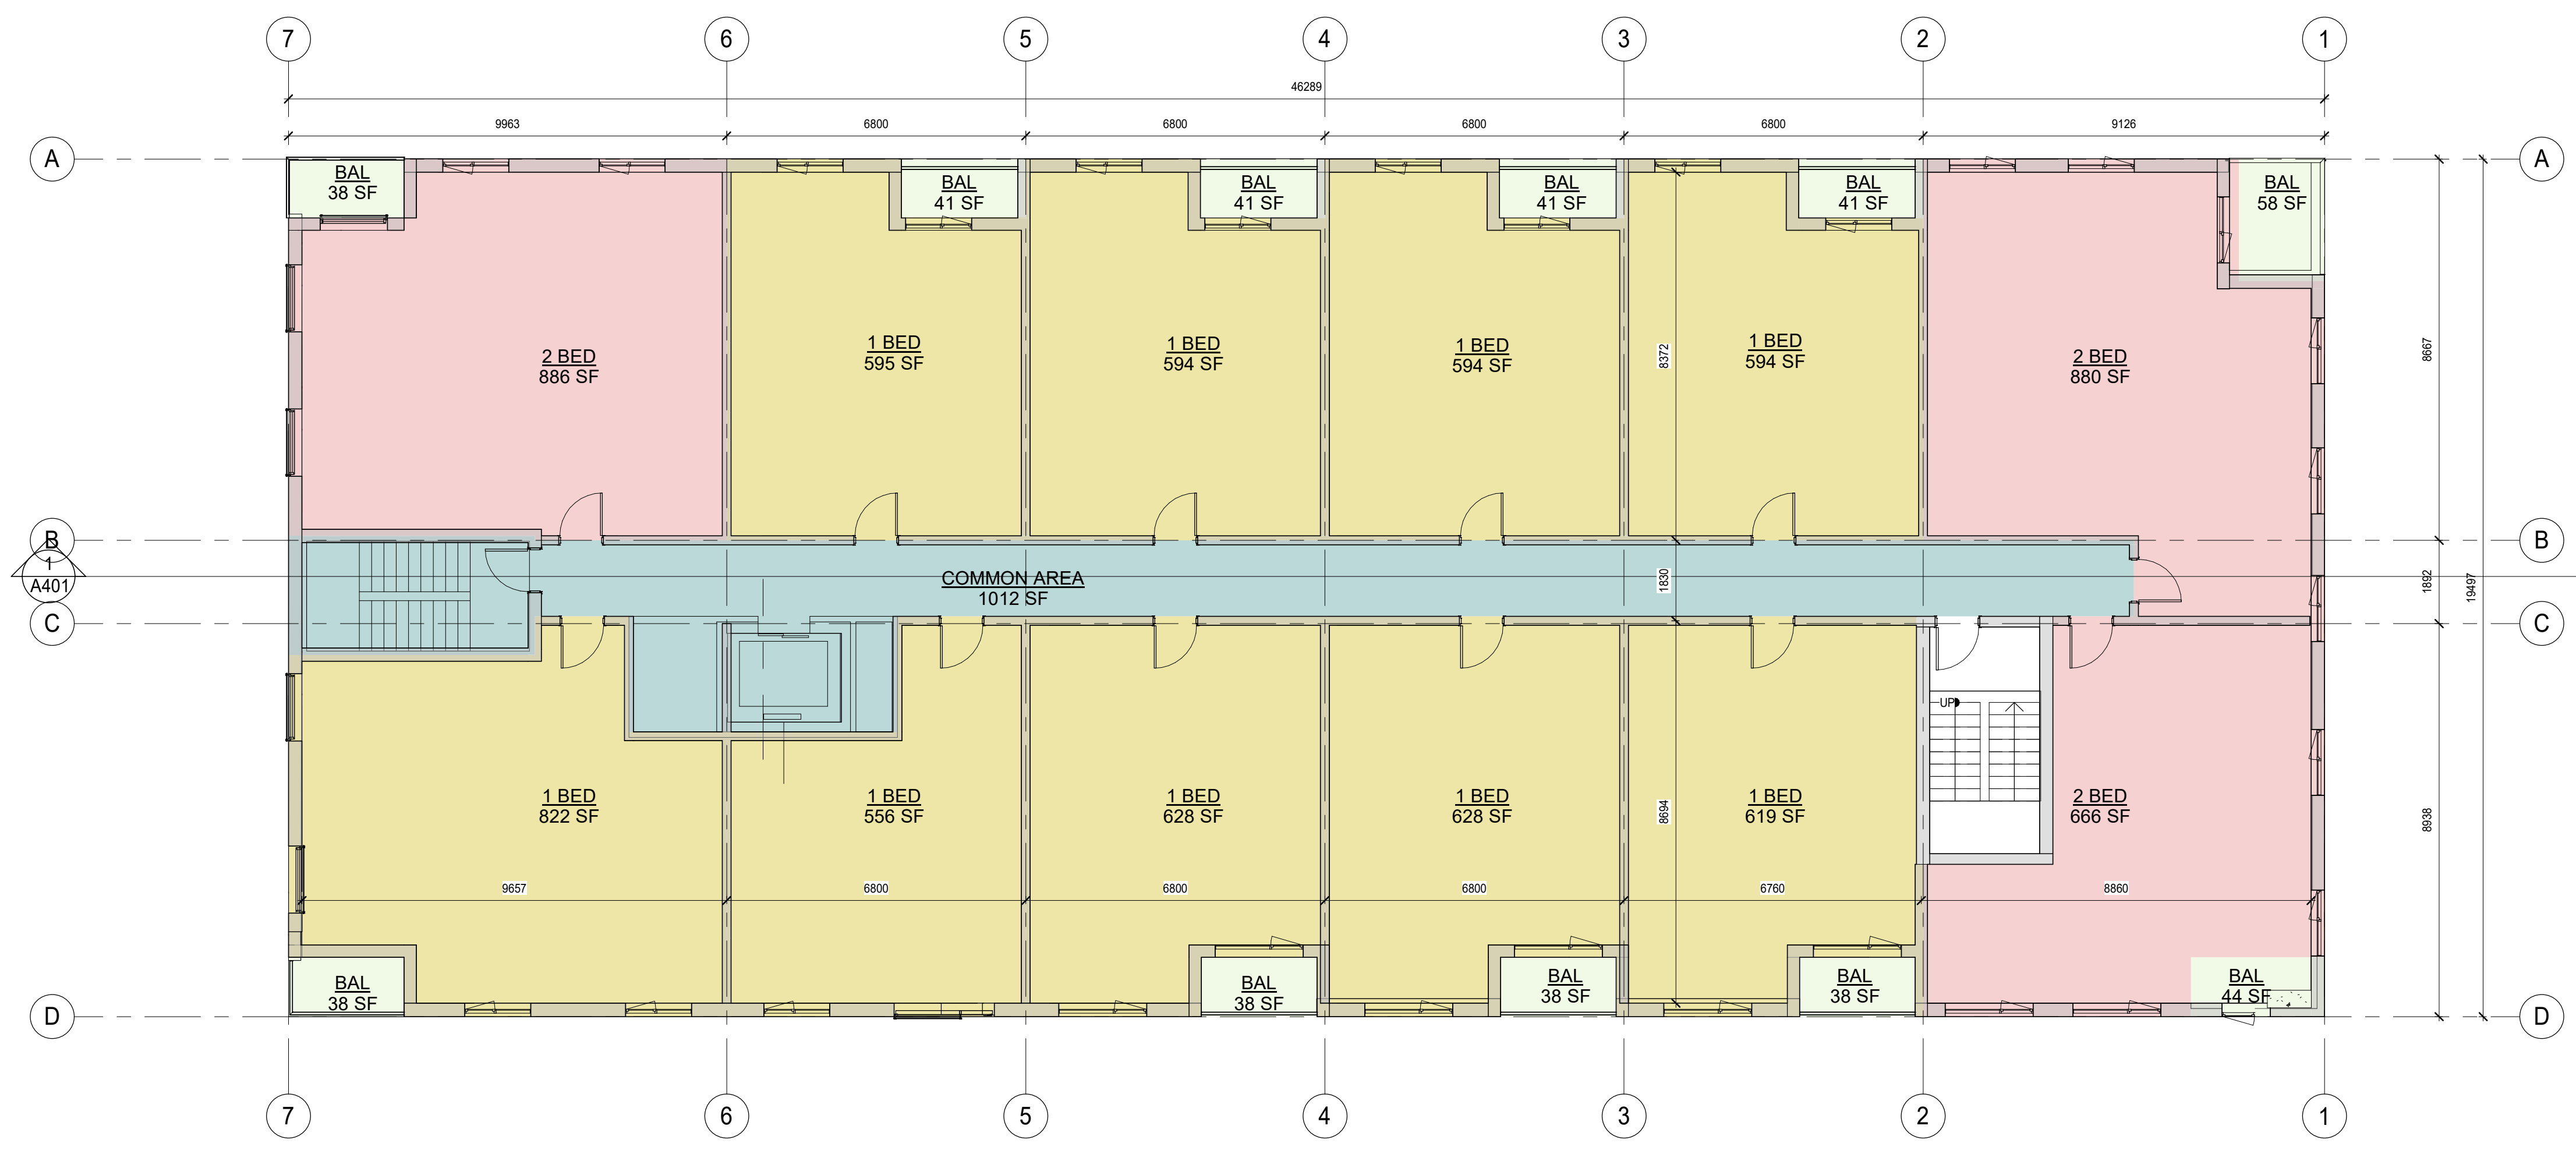 7 6 5 4 3 2 1
46289
9963 6800 6800 6800 6800 9126
A A
BAL
38 SF
BAL
41 SF
BAL
41 SF
BAL
41 SF
BAL
41 SF
BAL
58 SF
2 BED
886 SF
1 BED
595 SF
1 BED
594 SF
1 BED
594 SF
8372
1 BED
594 SF
2 BED
880 SF
8667
B B
1
A401
COMMON AREA
1012 SF
1830
1892
19497
C C
UP
1 BED
822 SF
1 BED
556 SF
1 BED
628 SF
1 BED
628 SF
8694
1 BED
619 SF
2 BED
666 SF
8938
9657 6800 6800 6800 6760 8860
BAL
38 SF
BAL
38 SF
BAL
38 SF
BAL
38 SF
BAL
44 SF
D D
7 6 5 4 3 2 1